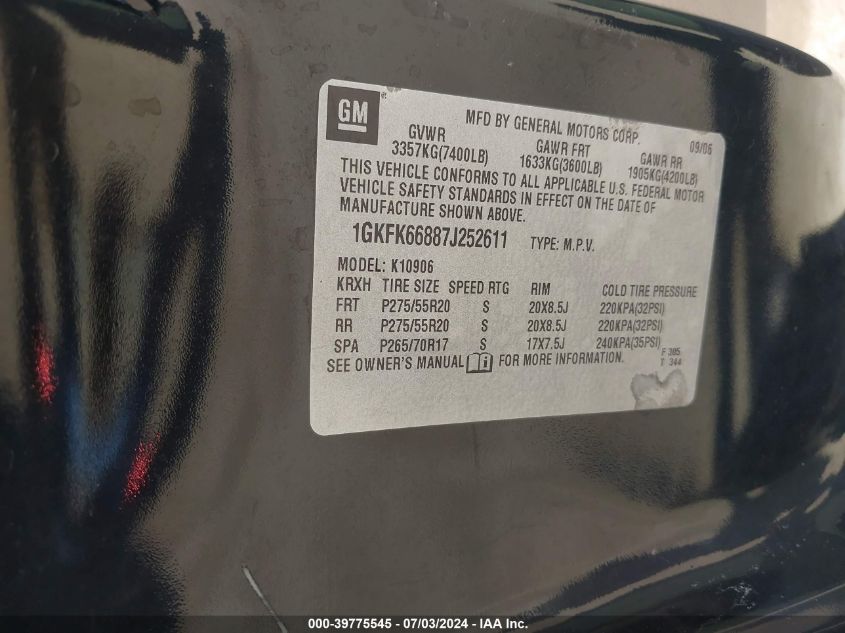 GM
MFD BY GENERAL MOTORS CORP. 09/06
GVWR GAWR FRT GAWR RR
3357KG(7400LB) 1633KG(3600LB) 1905KG(4200LB)
THIS VEHICLE CONFORMS TO ALL APPLICABLE U.S. FEDERAL MOTOR
VEHICLE SAFETY STANDARDS IN EFFECT ON THE DATE OF
MANUFACTURE SHOWN ABOVE.
1GKFK66887J252611 TYPE: M.P.V.
MODEL: K10906
KRXH TIRE SIZE SPEED RTG RIM COLD TIRE PRESSURE
FRT P275/55R20 S 20X8.5J 220KPA(32PSI)
RR P275/55R20 S 20X8.5J 220KPA(32PSI)
SPA P265/70R17 S 17X7.5J 240KPA(35PSI)
SEE OWNER'S MANUAL FOR MORE INFORMATION.
F 385
T 344
000-39775545 - 07/03/2024 - IAA Inc.